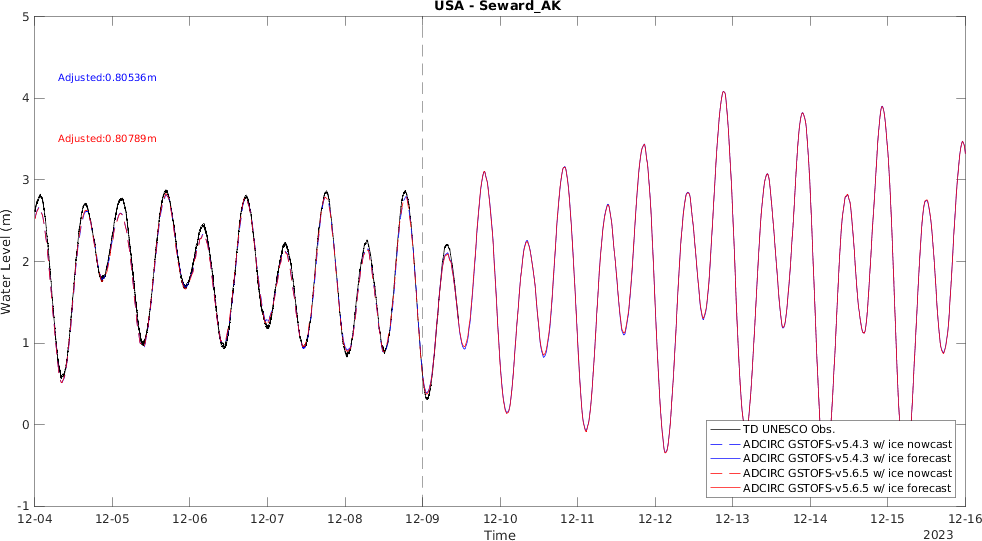 USA - Seward_AK
5
4
3
2
1
0
-1
Water Level (m)
Adjusted:0.80536m
Adjusted:0.80789m
TD UNESCO Obs.
ADCIRC GSTOFS-v5.4.3 w/ ice nowcast
ADCIRC GSTOFS-v5.4.3 w/ ice forecast
ADCIRC GSTOFS-v5.6.5 w/ ice nowcast
ADCIRC GSTOFS-v5.6.5 w/ ice forecast
12-04 12-05 12-06 12-07 12-08 12-09 12-10 12-11 12-12 12-13 12-14 12-15 12-16
Time
2023